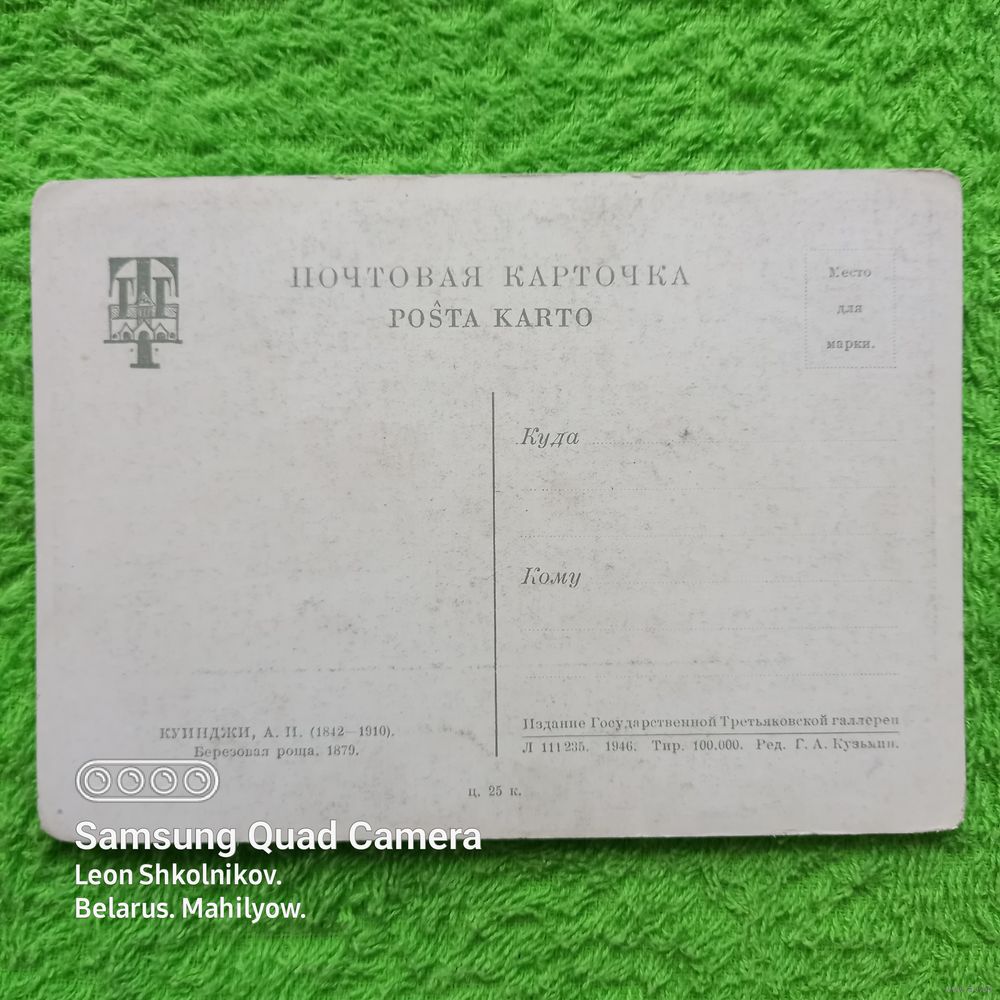 ПОЧТОВАЯ КАРТОЧКА
POŜTA KARTO
Место
для
марки.
Куда
Кому
КУИНДЖИ, А. И. (1842—1910).
Березовая роща. 1879.
Издание Государственной Третьяковской галлереи
Л 111235. 1946. Тир. 100.000. Ред. Г. А. Кузьмин.
ц. 25 к.
Samsung Quad Camera
Leon Shkolnikov.
Belarus. Mahilyow.